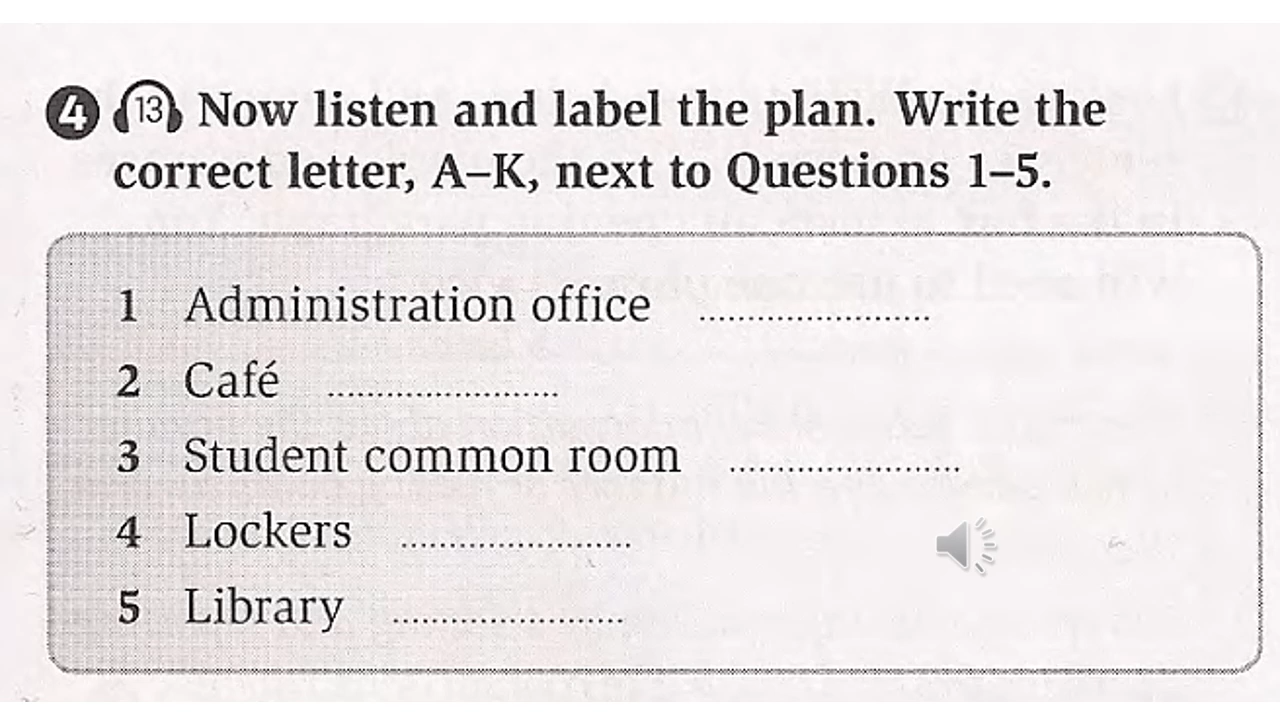 4 13 Now listen and label the plan. Write the
correct letter, A–K, next to Questions 1–5.
1 Administration office ........................
2 Café ........................
3 Student common room ........................
4 Lockers ........................
5 Library ........................